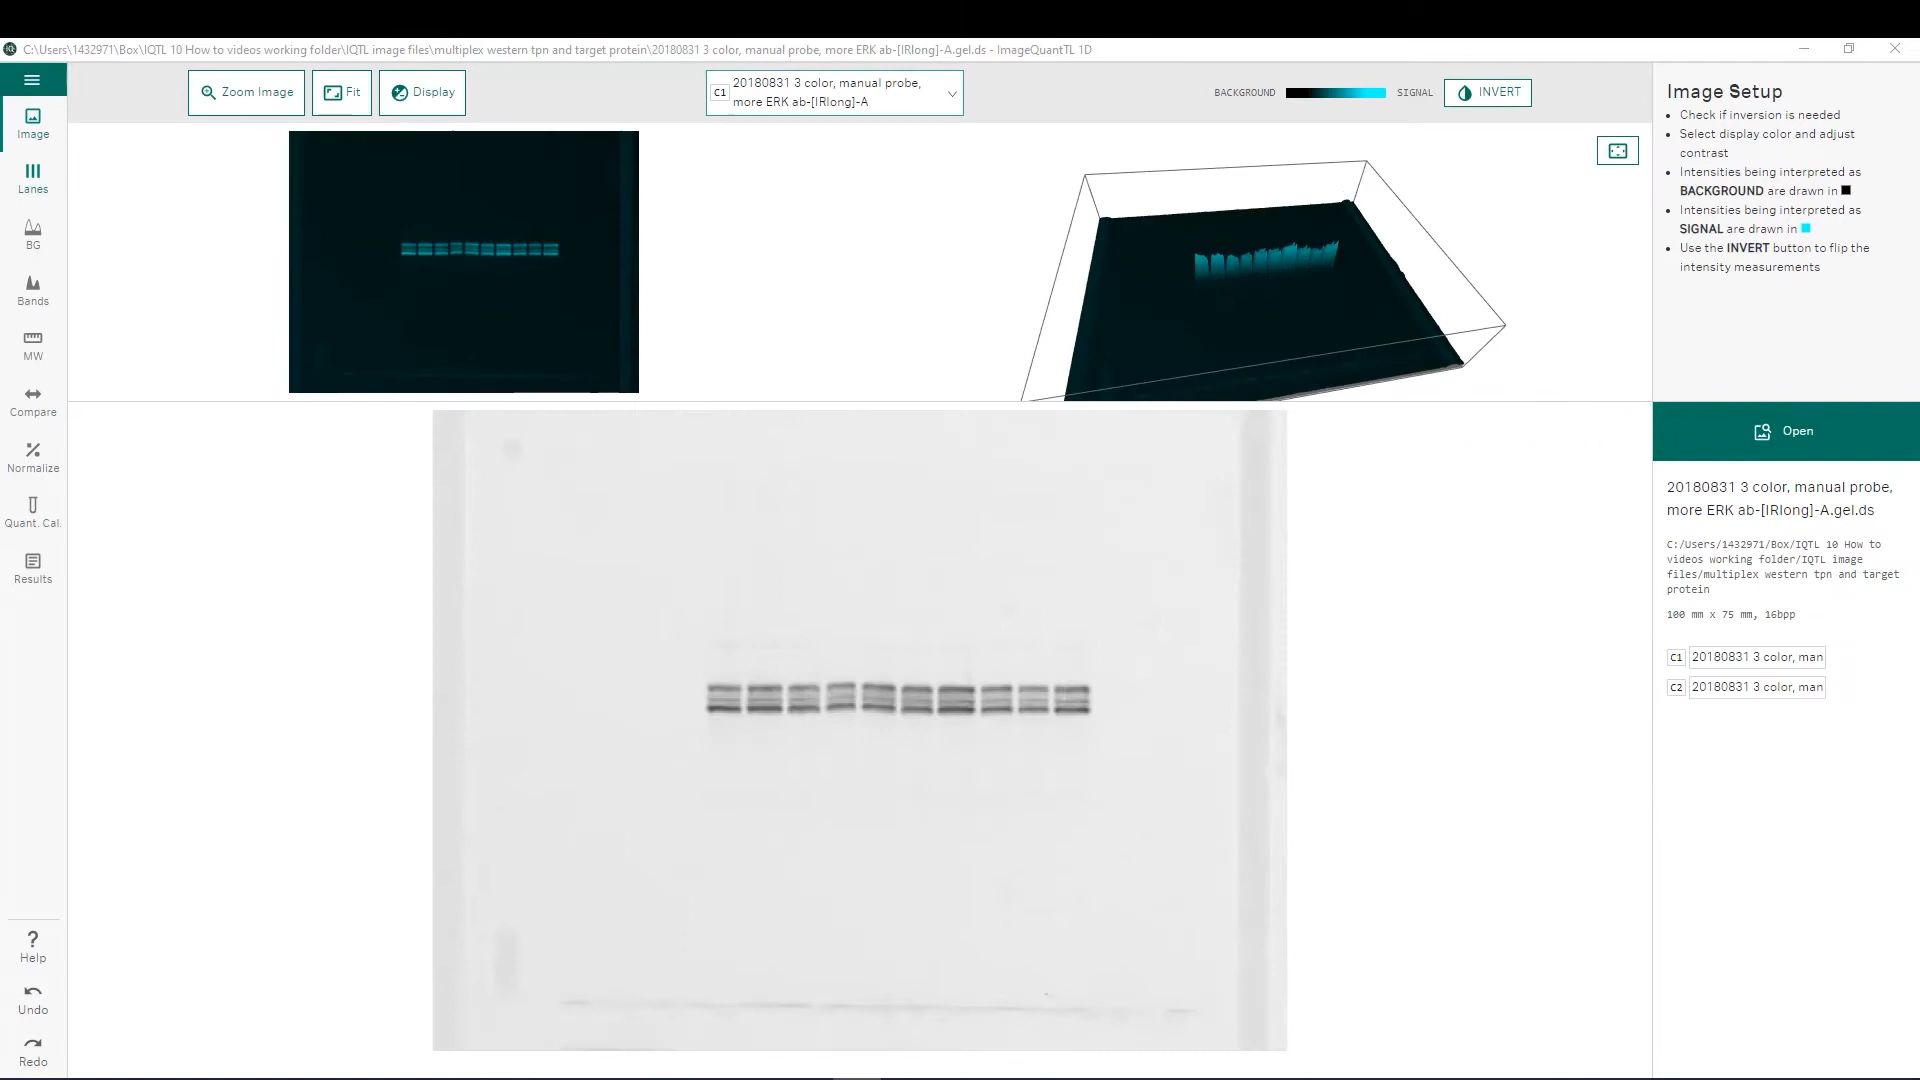 C:\Users\1432971\Box\IQTL 10 How to videos working folder\IQTL image files\multiplex western tpn and target protein\20180831 3 color, manual probe, more ERK ab-[IRlong]-A.gel.ds - ImageQuantTL 1D
Image
Lanes
BG
Bands
MW
Compare
Normalize
Quant. Cal.
Results
Help
Undo
Redo
Zoom Image
Fit
Display
C1
20180831 3 color, manual probe,
more ERK ab-[IRlong]-A
BACKGROUND
SIGNAL
INVERT
Image Setup
Check if inversion is needed
Select display color and adjust
contrast
Intensities being interpreted as
BACKGROUND are drawn in
Intensities being interpreted as
SIGNAL are drawn in
Use the INVERT button to flip the
intensity measurements
Open
20180831 3 color, manual probe,
more ERK ab-[IRlong]-A.gel.ds
C:/Users/1432971/Box/IQTL 10 How to
videos working folder/IQTL image
files/multiplex western tpn and target
protein
100 mm x 75 mm, 16bpp
C1 20180831 3 color, man
C2 20180831 3 color, man